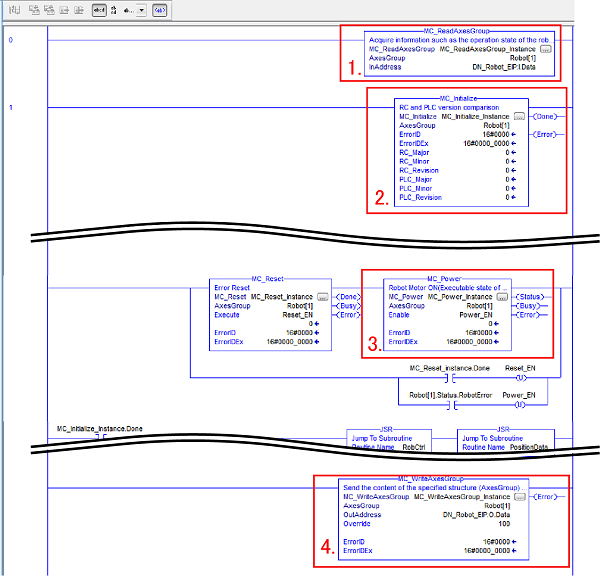 0
MC_ReadAxesGroup
Acquire information such as the operation state of the rob...
MC_ReadAxesGroup MC_ReadAxesGroup_Instance ...
AxesGroup Robot[1]
InAddress DN_Robot_EIP:I.Data
1.
1
MC_Initialize
RC and PLC version comparison
MC_Initialize MC_Initialize_Instance ... (Done)
AxesGroup Robot[1]
ErrorID 16#0000 (Error)
ErrorIDEx 16#0000_0000
RC_Major 0
RC_Minor 0
RC_Revision 0
PLC_Major 0
PLC_Minor 0
PLC_Revision 0
2.
MC_Reset
Error Reset
MC_Reset MC_Reset_Instance ... (Done)
AxesGroup Robot[1] (Busy)
Execute Reset_EN (Error)
0
ErrorID 16#0000
ErrorIDEx 16#0000_0000
MC_Power
Robot Motor ON(Executable state of ...
MC_Power MC_Power_Instance ... (Status)
AxesGroup Robot[1] (Busy)
Enable Power_EN (Error)
0
ErrorID 16#0000
ErrorIDEx 16#0000_0000
3.
MC_Reset_Instance.Done Reset_EN
U
Robot[1].Status.RobotError Power_EN
U
MC_Initialize_Instance.Done
JSR
Jump To Subroutine
Routine Name RobCtrl
JSR
Jump To Subroutine
Routine Name PositionData
MC_WriteAxesGroup
Send the content of the specified structure (AxesGroup) ...
MC_WriteAxesGroup MC_WriteAxesGroup_Instance ... (Error)
AxesGroup Robot[1]
OutAddress DN_Robot_EIP:O.Data
Override 100
ErrorID 16#0000
ErrorIDEx 16#0000_0000
4.